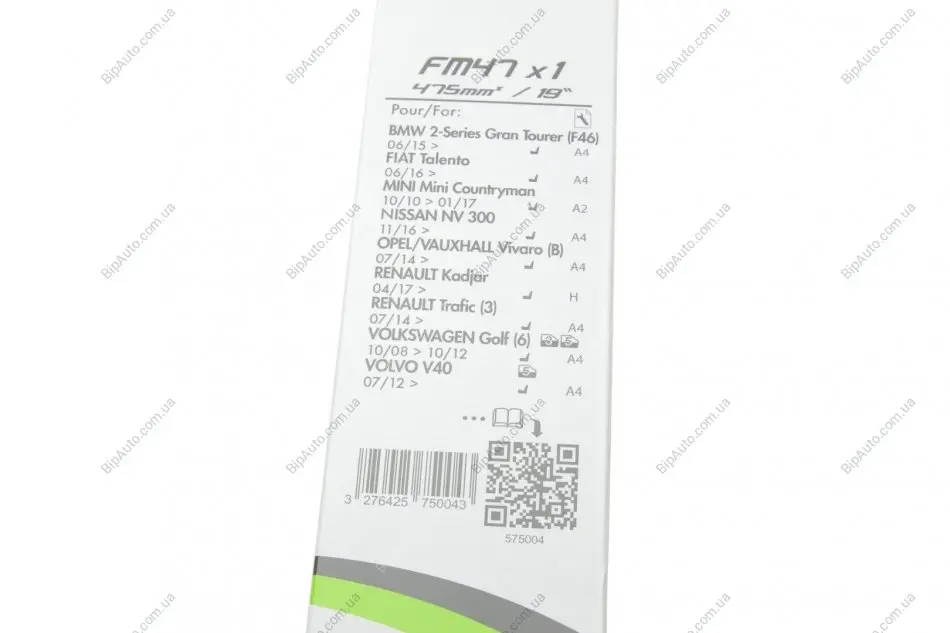 FM47 x1
475mm / 19"
Pour/For:
BMW 2-Series Gran Tourer (F46)
06/15 > A4
FIAT Talento
06/16 > A4
MINI Mini Countryman
10/10 > 01/17 A2
NISSAN NV 300
11/16 > A4
OPEL/VAUXHALL Vivaro (B)
07/14 > A4
RENAULT Kadjar
04/17 > H
RENAULT Trafic (3)
07/14 > A4
VOLKSWAGEN Golf (6) 3 5
10/08 > 10/12 A4
VOLVO V40 5
07/12 > A4
...
3 276425 750043
575004
BipAuto.com.ua